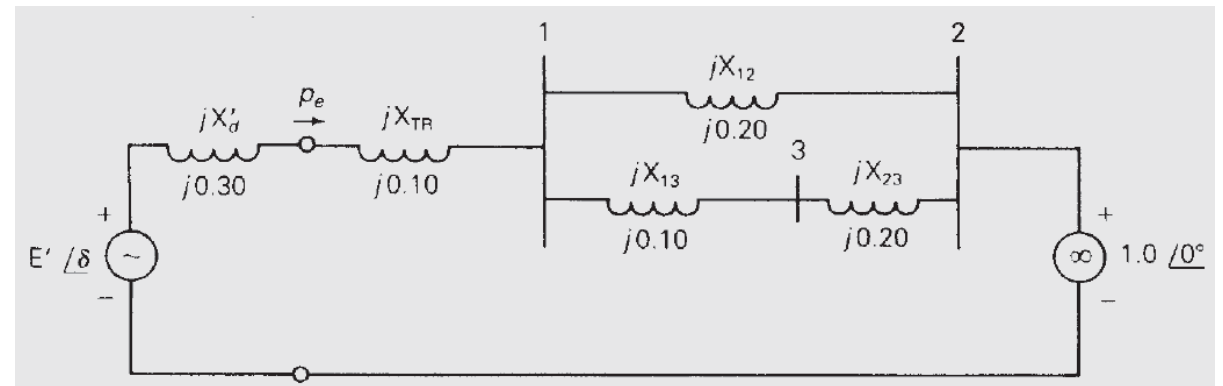 1
2
jX₁₂
j0.20
jX′d
j0.30
pₑ
jX_TR
j0.10
3
jX₁₃
j0.10
jX₂₃
j0.20
+
E′ /δ
~
−
+
∞
1.0 /0°
−